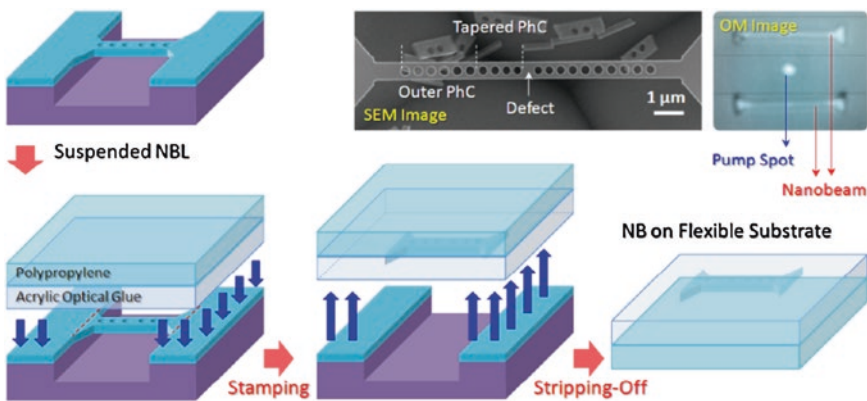 Tapered PhC
Outer PhC
Defect
1 µm
SEM Image
OM Image
Pump Spot
Nanobeam
Suspended NBL
Polypropylene
Acrylic Optical Glue
Stamping
Stripping-Off
NB on Flexible Substrate